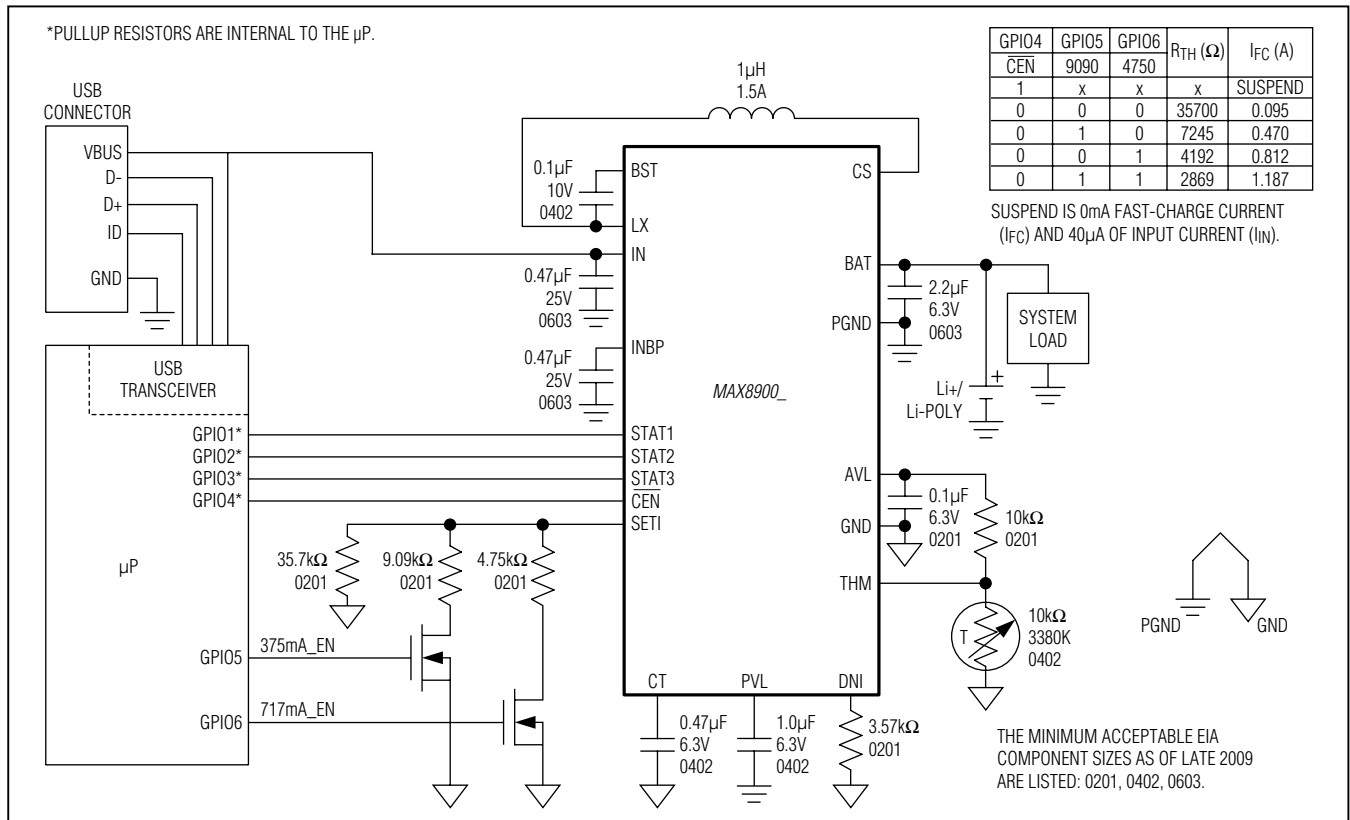 *PULLUP RESISTORS ARE INTERNAL TO THE µP.
GPIO4 GPIO5 GPIO6 RTH (Ω) IFC (A)
CEN 9090 4750
1 x x x SUSPEND
0 0 0 35700 0.095
0 1 0 7245 0.470
0 0 1 4192 0.812
0 1 1 2869 1.187
SUSPEND IS 0mA FAST-CHARGE CURRENT
(IFC) AND 40µA OF INPUT CURRENT (IIN).
USB
CONNECTOR
VBUS
D-
D+
ID
GND
1µH
1.5A
0.1µF
10V
0402
BST
LX
IN
CS
0.47µF
25V
0603
INBP
0.47µF
25V
0603
BAT
PGND
2.2µF
6.3V
0603
SYSTEM
LOAD
Li+/
Li-POLY
+
MAX8900_
USB
TRANSCEIVER
GPIO1*
GPIO2*
GPIO3*
GPIO4*
STAT1
STAT2
STAT3
CEN
SETI
AVL
GND
THM
0.1µF
6.3V
0201
10kΩ
0201
35.7kΩ
0201
9.09kΩ
0201
4.75kΩ
0201
µP
T
10kΩ
3380K
0402
PGND
GND
GPIO5
375mA_EN
GPIO6
717mA_EN
CT
PVL
DNI
0.47µF
6.3V
0402
1.0µF
6.3V
0402
3.57kΩ
0201
THE MINIMUM ACCEPTABLE EIA
COMPONENT SIZES AS OF LATE 2009
ARE LISTED: 0201, 0402, 0603.